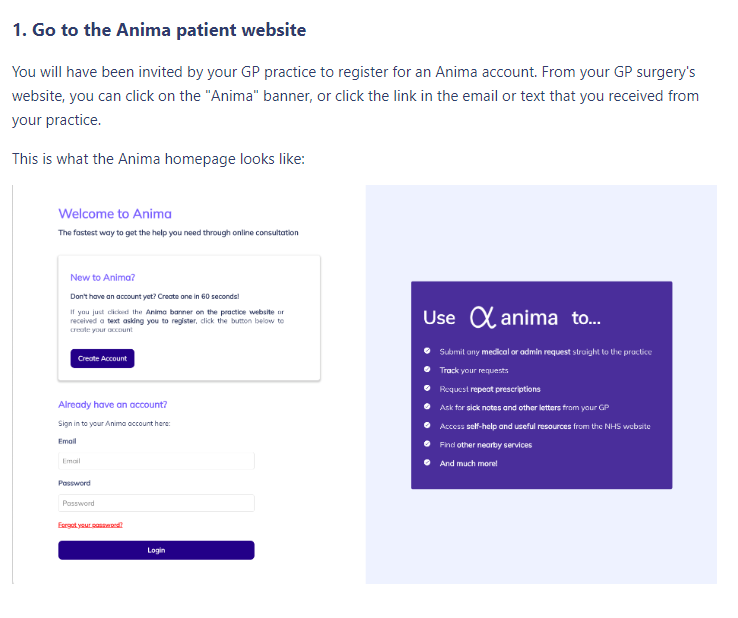 1. Go to the Anima patient website
You will have been invited by your GP practice to register for an Anima account. From your GP surgery's
website, you can click on the "Anima" banner, or click the link in the email or text that you received from
your practice.
This is what the Anima homepage looks like:
Welcome to Anima
The fastest way to get the help you need through online consultation
New to Anima?
Don't have an account yet? Create one in 60 seconds!
If you just clicked the Anima banner on the practice website or
received a text asking you to register, click the button below to
create your account
Create Account
Already have an account?
Sign in to your Anima account here:
Email
Email
Password
Password
Forgot your password?
Login
Use anima to...
Submit any medical or admin request straight to the practice
Track your requests
Request repeat prescriptions
Ask for sick notes and other letters from your GP
Access self-help and useful resources from the NHS website
Find other nearby services
And much more!